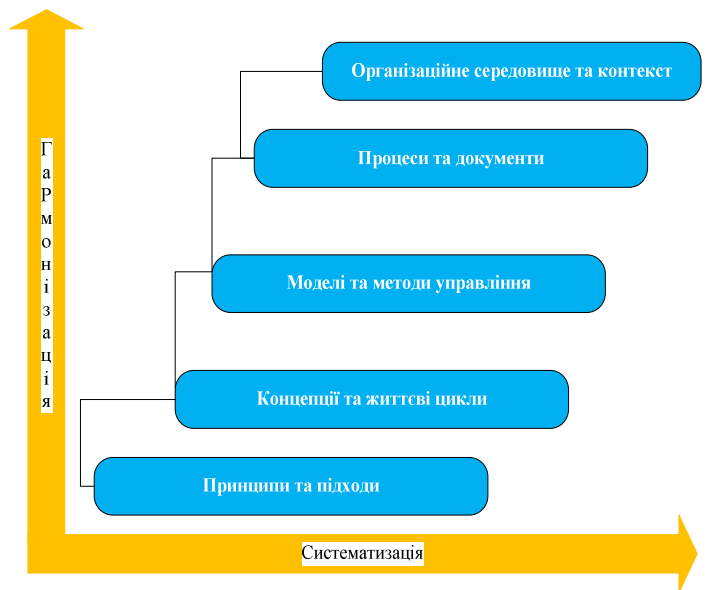 Організаційне середовище та контекст
Процеси та документи
Моделі та методи управління
Концепції та життєві цикли
Принципи та підходи
ГаРмонізація
Систематизація